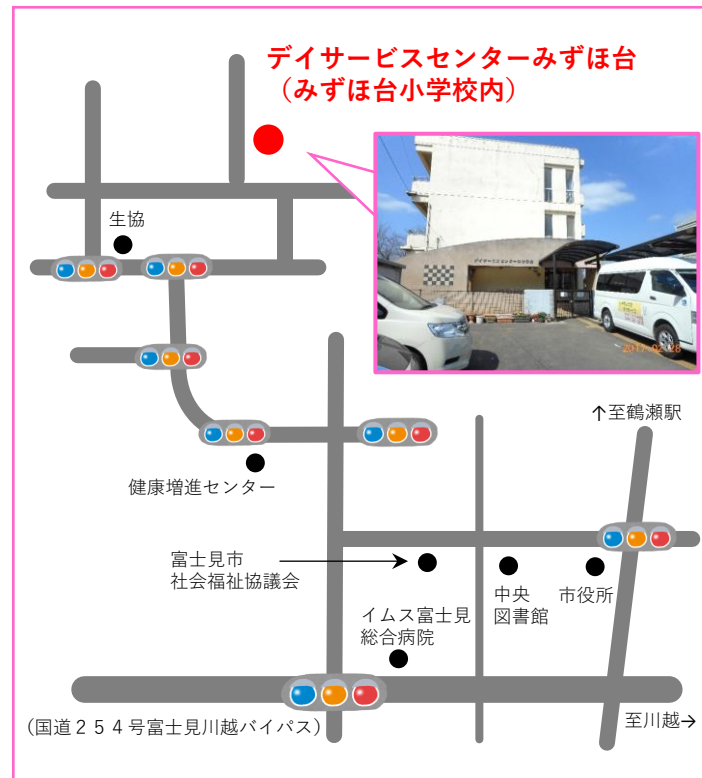 デイサービスセンターみずほ台
（みずほ台小学校内）
生協
2017.02.28
↑至鶴瀬駅
健康増進センター
富士見市
社会福祉協議会
中央
図書館
市役所
イムス富士見
総合病院
(国道２５４号富士見川越バイパス)
至川越→